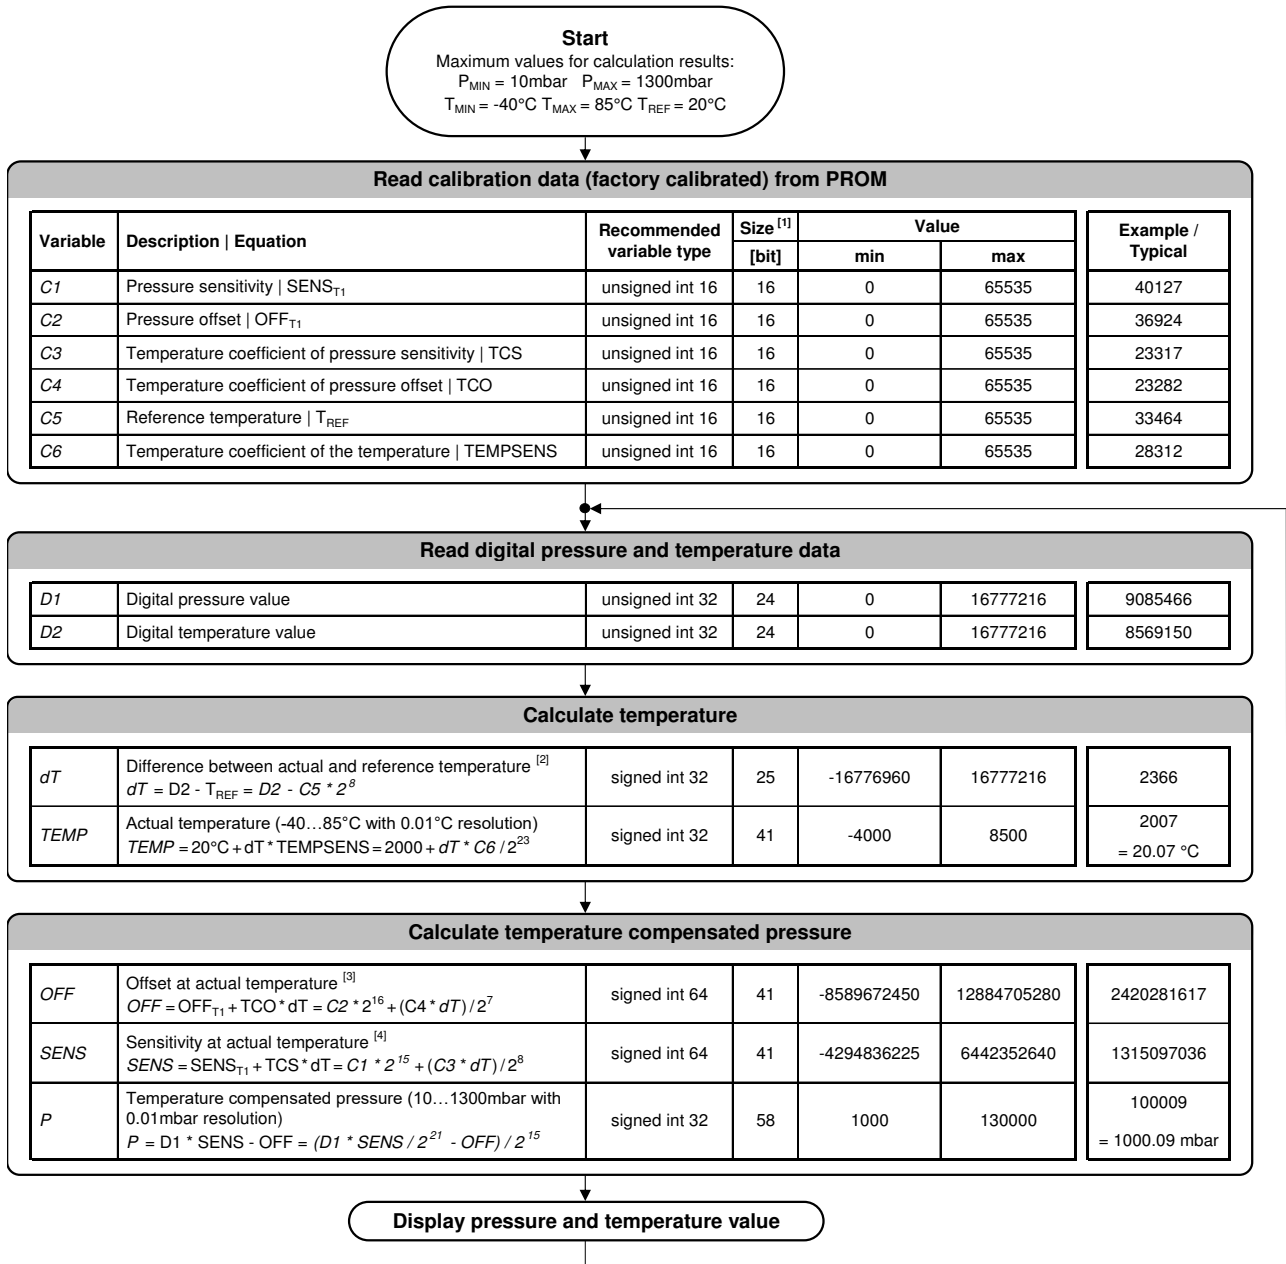 Start
Maximum values for calculation results:
P_MIN = 10mbar P_MAX = 1300mbar
T_MIN = -40°C T_MAX = 85°C T_REF = 20°C
Read calibration data (factory calibrated) from PROM
Variable Description | Equation Recommended variable type Size [1] [bit] Value min max Example / Typical
C1 Pressure sensitivity | SENS_T1 unsigned int 16 16 0 65535 40127
C2 Pressure offset | OFF_T1 unsigned int 16 16 0 65535 36924
C3 Temperature coefficient of pressure sensitivity | TCS unsigned int 16 16 0 65535 23317
C4 Temperature coefficient of pressure offset | TCO unsigned int 16 16 0 65535 23282
C5 Reference temperature | T_REF unsigned int 16 16 0 65535 33464
C6 Temperature coefficient of the temperature | TEMPSENS unsigned int 16 16 0 65535 28312
Read digital pressure and temperature data
D1 Digital pressure value unsigned int 32 24 0 16777216 9085466
D2 Digital temperature value unsigned int 32 24 0 16777216 8569150
Calculate temperature
Difference between actual and reference temperature [2]
dT signed int 32 25 -16776960 16777216 2366
dT = D2 - T_REF = D2 - C5 * 2^8
Actual temperature (-40…85°C with 0.01°C resolution) 2007
TEMP signed int 32 41 -4000 8500
TEMP = 20°C + dT * TEMPSENS = 2000 + dT * C6 / 2^23 = 20.07 °C
Calculate temperature compensated pressure
Offset at actual temperature [3]
OFF signed int 64 41 -8589672450 12884705280 2420281617
OFF = OFF_T1 + TCO * dT = C2 * 2^16 + (C4 * dT) / 2^7
Sensitivity at actual temperature [4]
SENS signed int 64 41 -4294836225 6442352640 1315097036
SENS = SENS_T1 + TCS * dT = C1 * 2^15 + (C3 * dT) / 2^8
Temperature compensated pressure (10…1300mbar with 100009
0.01mbar resolution)
P signed int 32 58 1000 130000
P = D1 * SENS - OFF = (D1 * SENS / 2^21 - OFF) / 2^15 = 1000.09 mbar
Display pressure and temperature value